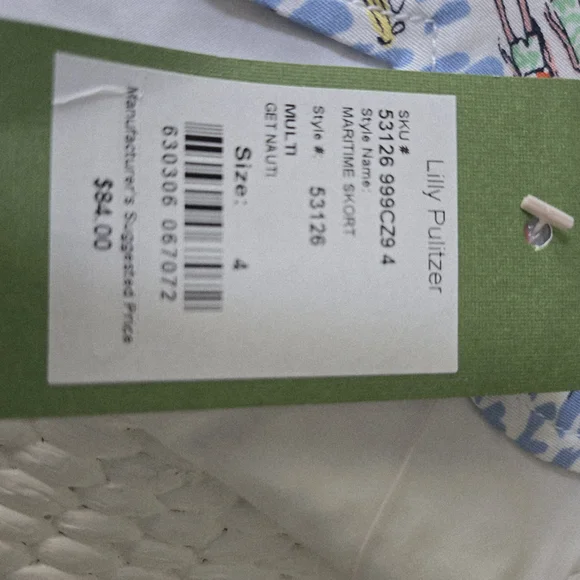 Lilly Pulitzer
SKU #
53126 999CZ9 4
Style Name:
MARITIME SKORT
Style #: 53126
MULTI
GET NAUTI
Size: 4
630306 067072
Manufacturer's Suggested Price
$84.00